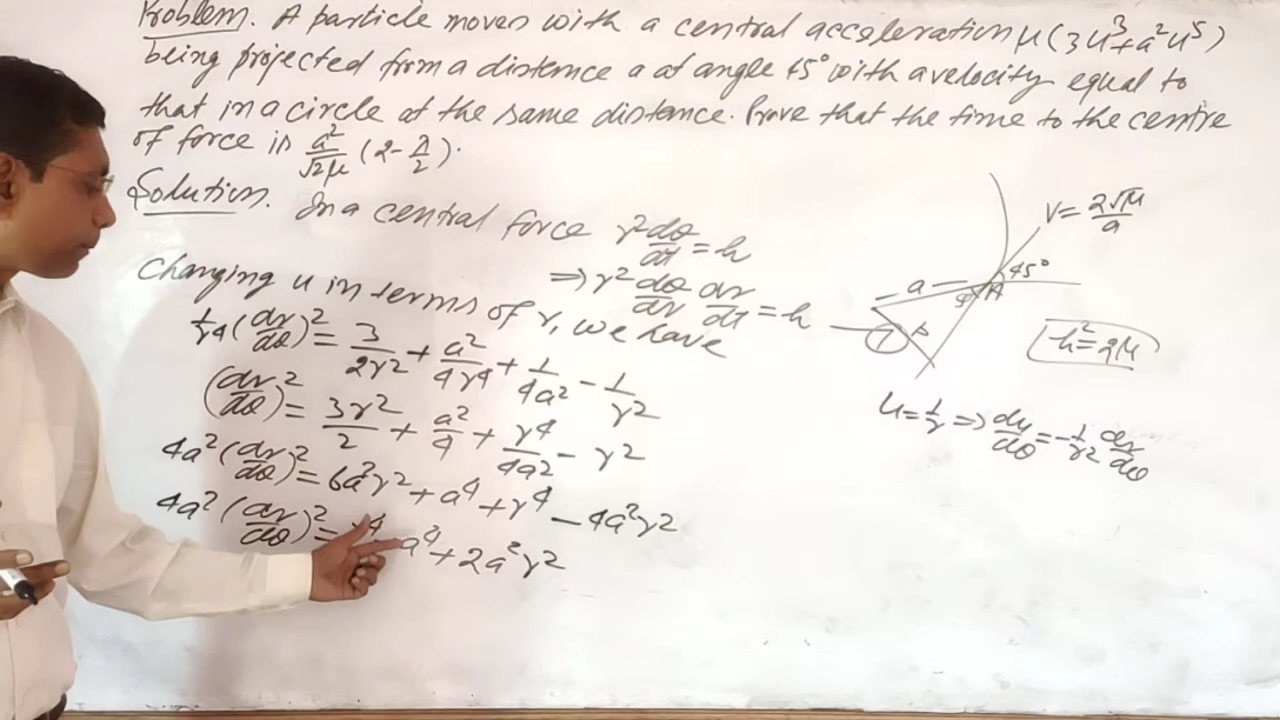 Problem. A particle moves with a central acceleration μ(3u³+a²u⁵)
being projected from a distance a at angle 45° with a velocity equal to
that in a circle at the same distance. Prove that the time to the centre
of force is a²/√2μ (2-π/2).
Solution. In a central force r² dθ/dt = h
⇒ r² dθ/dr dr/dt = h
Changing u in terms of r, we have
1/r⁴ (dr/dθ)² = 3/2r² + a²/4r⁴ + 1/4a² - 1/r²
(dr/dθ)² = 3r²/2 + a²/4 + r⁴/4a² - r²
4a² (dr/dθ)² = 6a²r² + a⁴ + r⁴ - 4a²r²
4a² (dr/dθ)² = r⁴ a⁴ + 2a²r²
V = 2√μ/a
45°
a
φ
A
p
h² = 2μ
u = 1/r ⇒ du/dθ = -1/r² dr/dθ